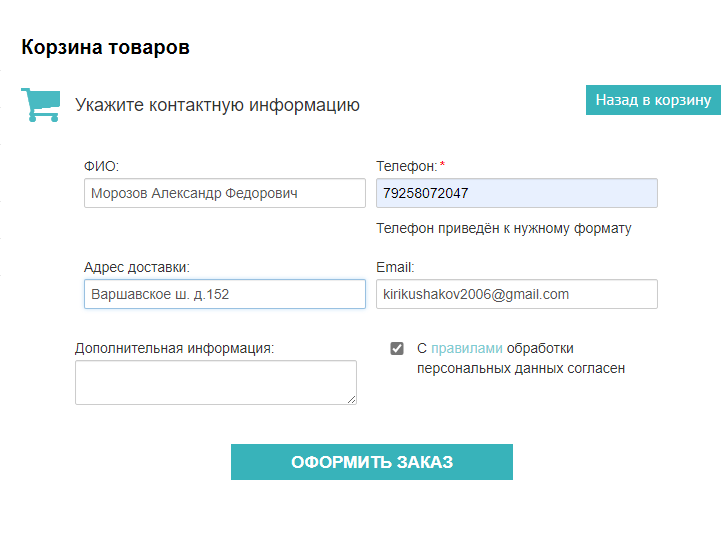 Корзина товаров
Укажите контактную информацию
Назад в корзину
ФИО:
Телефон:*
Морозов Александр Федорович
79258072047
Телефон приведён к нужному формату
Адрес доставки:
Email:
Варшавское ш. д.152
kirikushakov2006@gmail.com
Дополнительная информация:
С правилами обработки
персональных данных согласен
ОФОРМИТЬ ЗАКАЗ